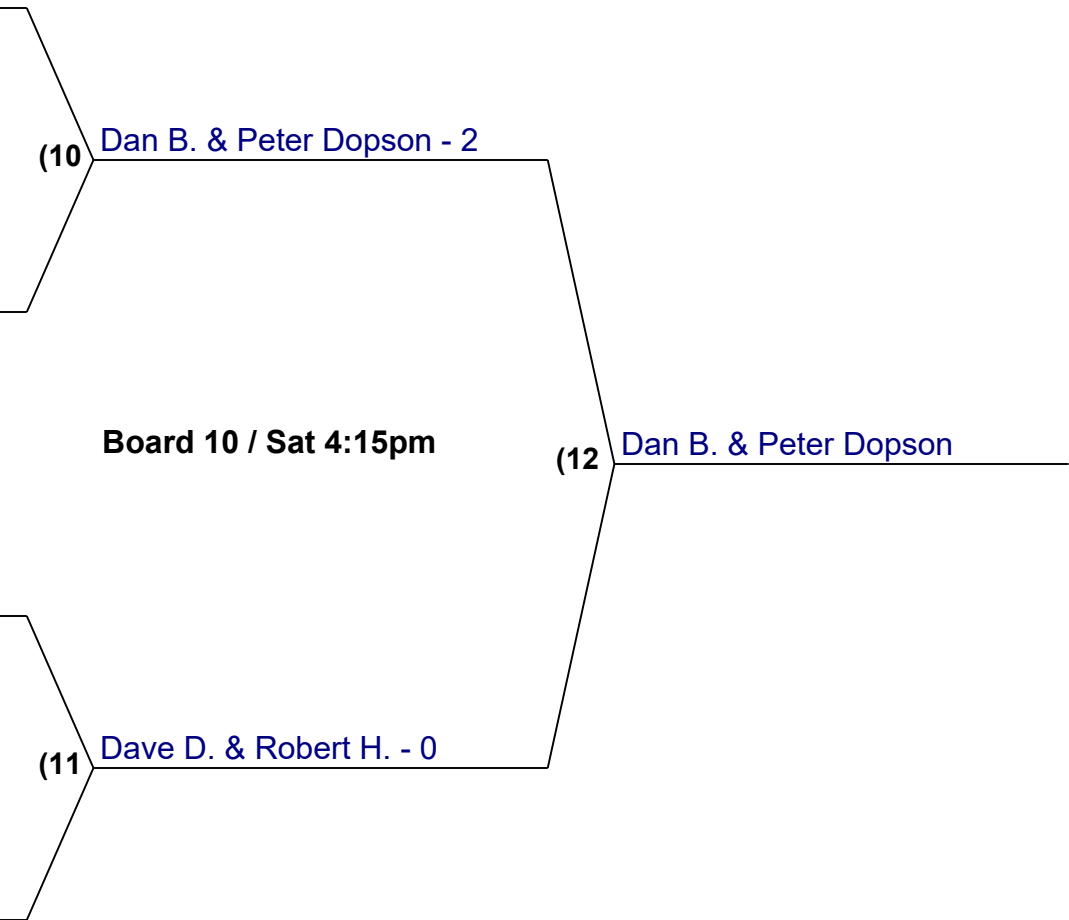 Dan B. & Peter Dopson - 2
(10
Board 10 / Sat 4:15pm
Dan B. & Peter Dopson
(12
Dave D. & Robert H. - 0
(11